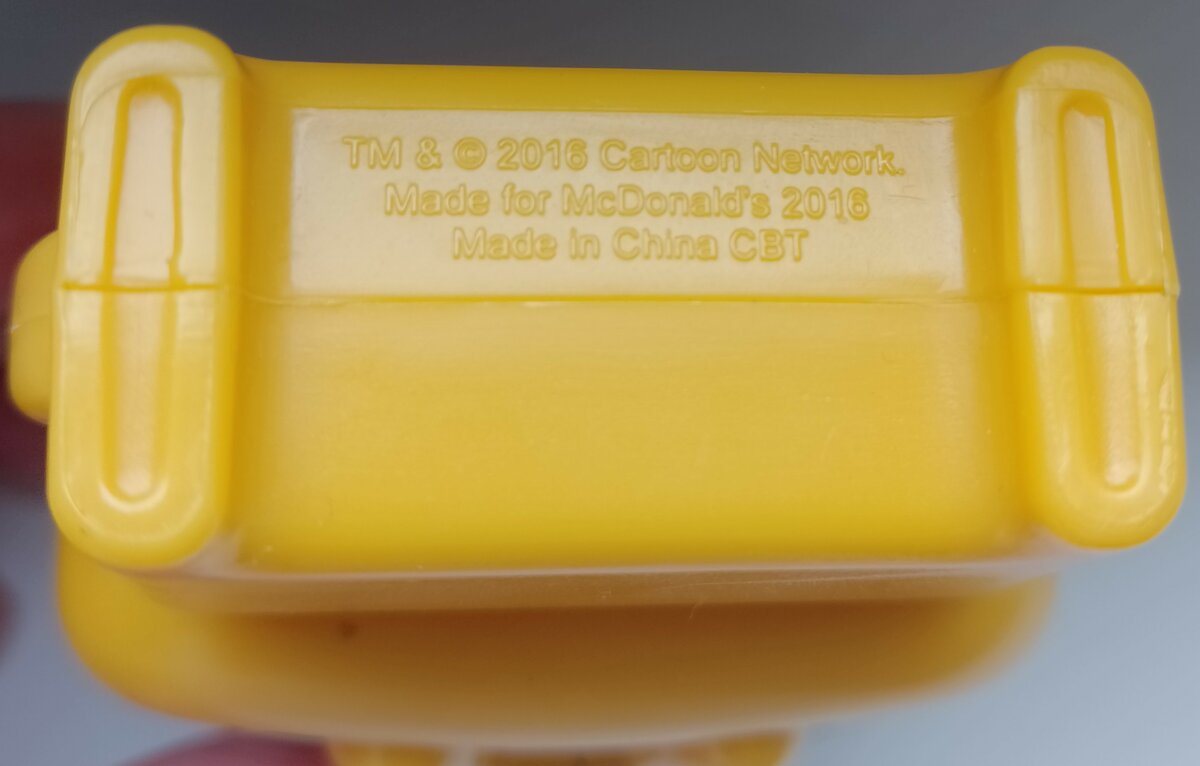 TM & © 2016 Cartoon Network.
Made for McDonald's 2016
Made in China CBT